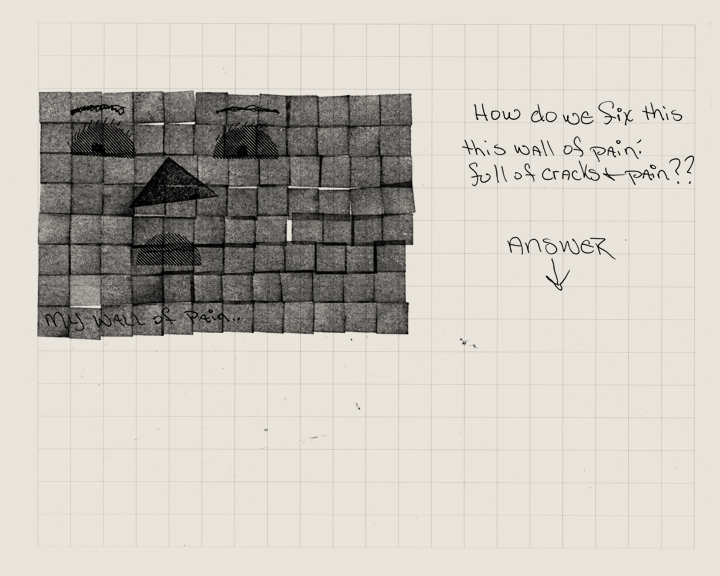 How do we fix this
this wall of pain:
full of cracks + pain??
ANSWER
My WALL of Pain..